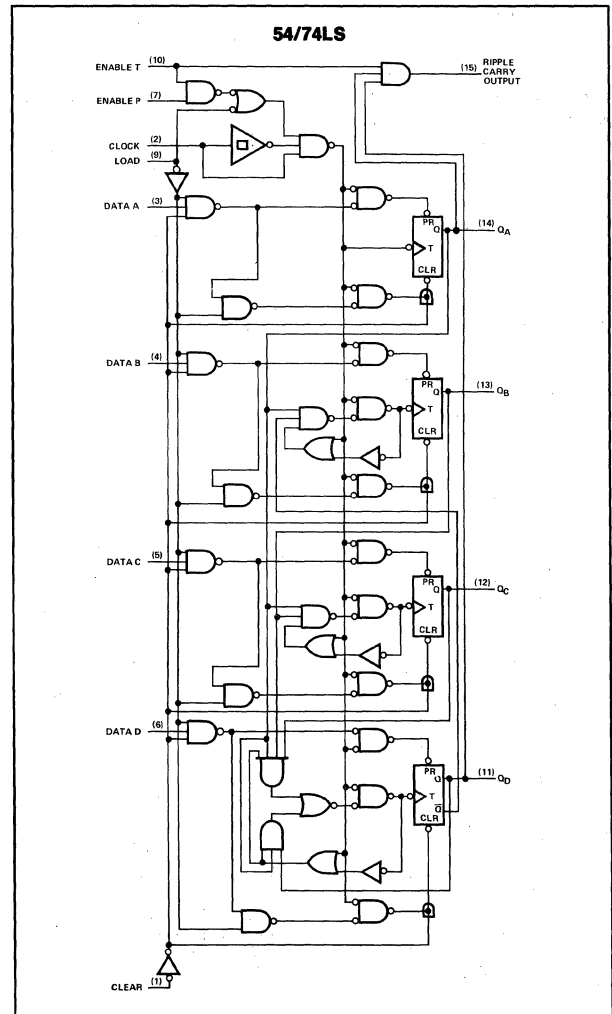 54/74LS
ENABLE T (10)
(15) RIPPLE CARRY OUTPUT
ENABLE P (7)
CLOCK (2)
LOAD (9)
DATA A (3)
PR
Q
(14) QA
T
CLR
DATA B (4)
PR
Q
(13) QB
T
CLR
DATA C (5)
PR
Q
(12) QC
T
CLR
DATA D (6)
PR
Q
(11) QD
T
Q̅
CLR
CLEAR (1)